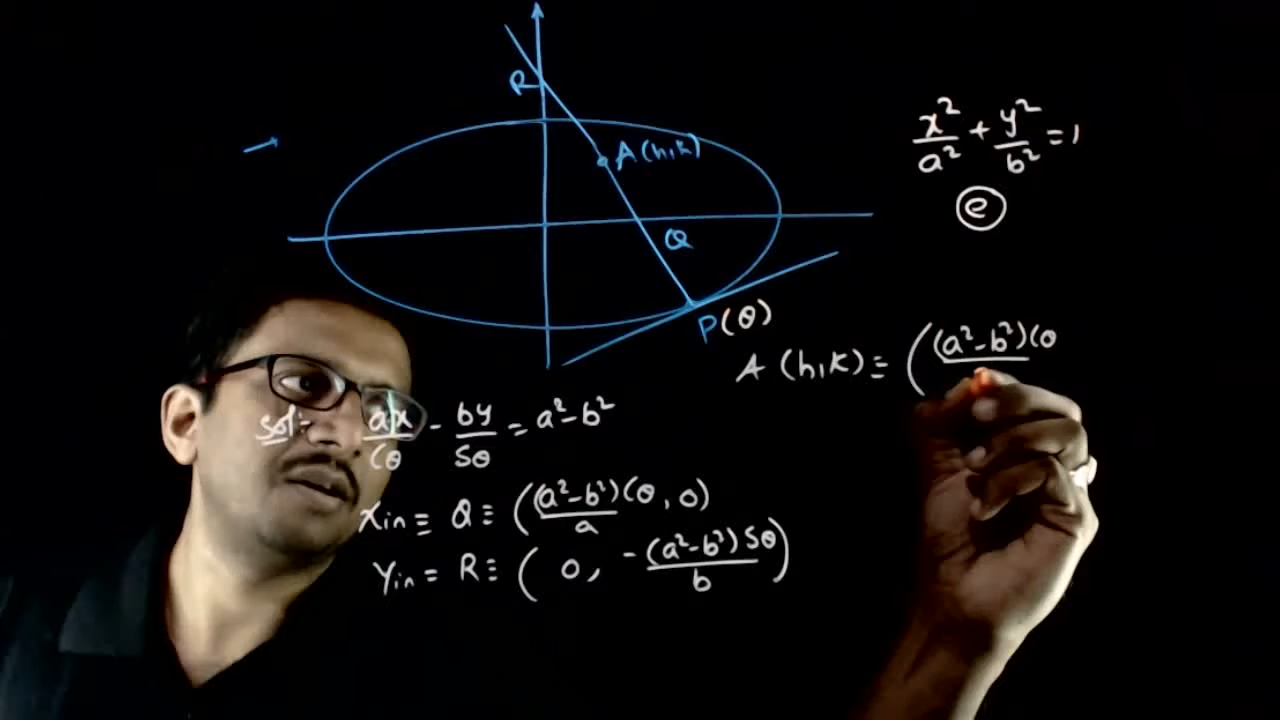 R
A (h,k)
x²/a² + y²/b² = 1
e
Q
P(θ)
A (h,k) ≡ ( (a²-b²)Cθ
Sol:- ax/Cθ - by/Sθ = a²-b²
Xin ≡ Q ≡ ( (a²-b²)Cθ/a , 0)
Yin = R ≡ ( 0, -(a²-b²)Sθ/b )